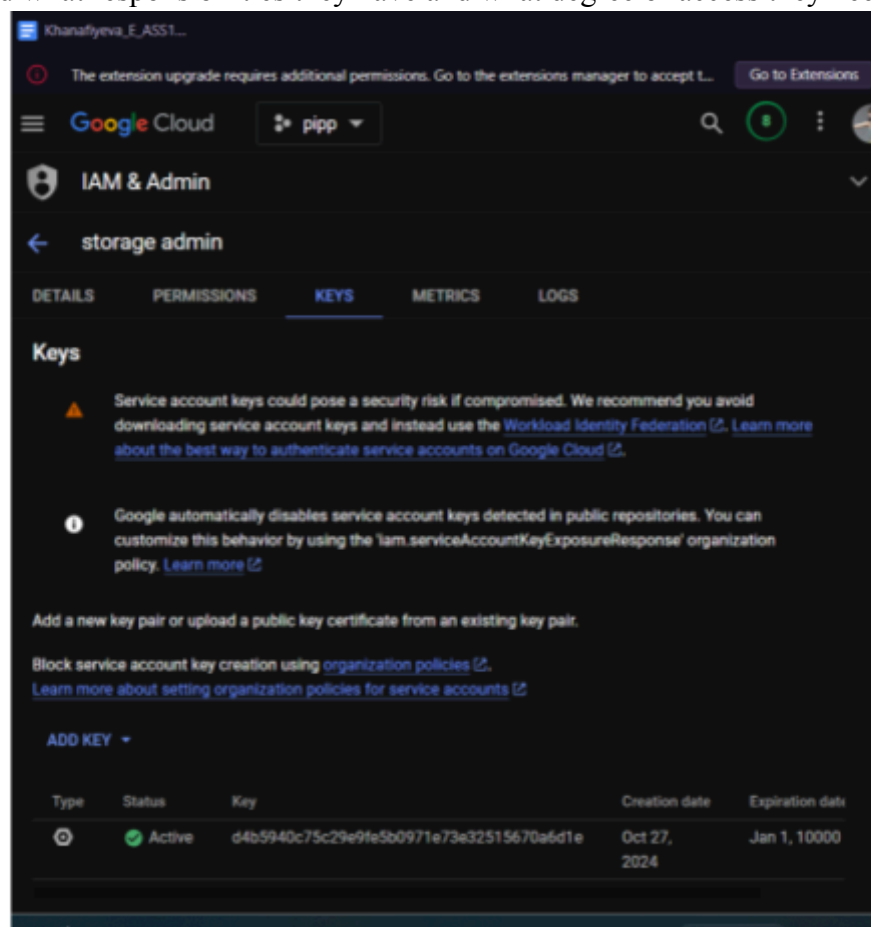 Khanafiyeva_E_ASS1...
The extension upgrade requires additional permissions. Go to the extensions manager to accept t... Go to Extensions
Google Cloud pipp 8
IAM & Admin
storage admin
DETAILS PERMISSIONS KEYS METRICS LOGS
Keys
Service account keys could pose a security risk if compromised. We recommend you avoid
downloading service account keys and instead use the Workload Identity Federation. Learn more
about the best way to authenticate service accounts on Google Cloud.
Google automatically disables service account keys detected in public repositories. You can
customize this behavior by using the 'iam.serviceAccountKeyExposureResponse' organization
policy. Learn more
Add a new key pair or upload a public key certificate from an existing key pair.
Block service account key creation using organization policies.
Learn more about setting organization policies for service accounts
ADD KEY
Type Status Key Creation date Expiration date
Active d4b5940c75c29e9fe5b0971e73e32515670a6d1e Oct 27, Jan 1, 10000
2024